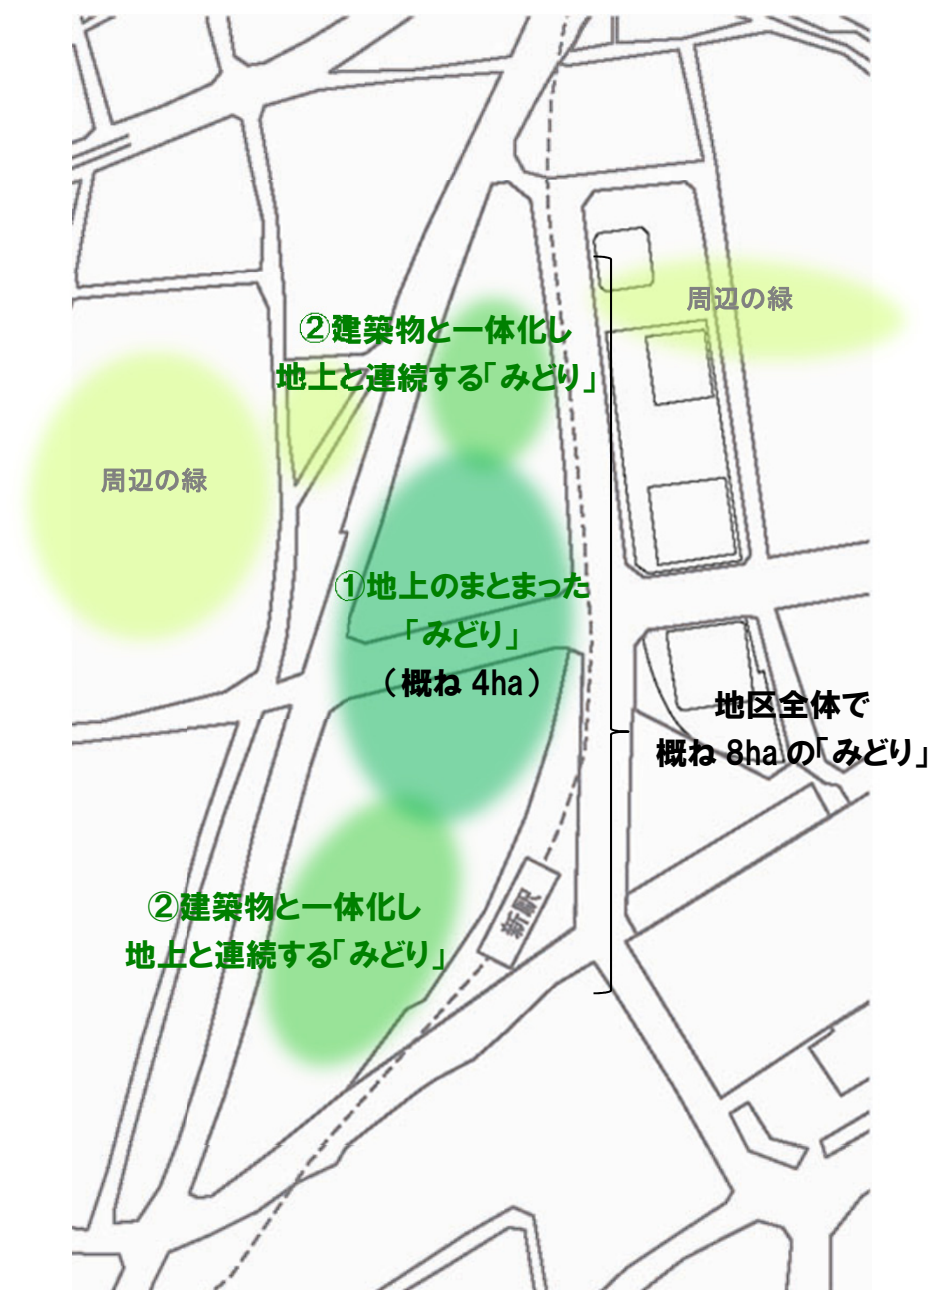 周辺の緑
②建築物と一体化し
地上と連続する「みどり」
周辺の緑
①地上のまとまった
「みどり」
（概ね 4ha）
地区全体で
概ね 8ha の「みどり」
②建築物と一体化し
地上と連続する「みどり」
新駅